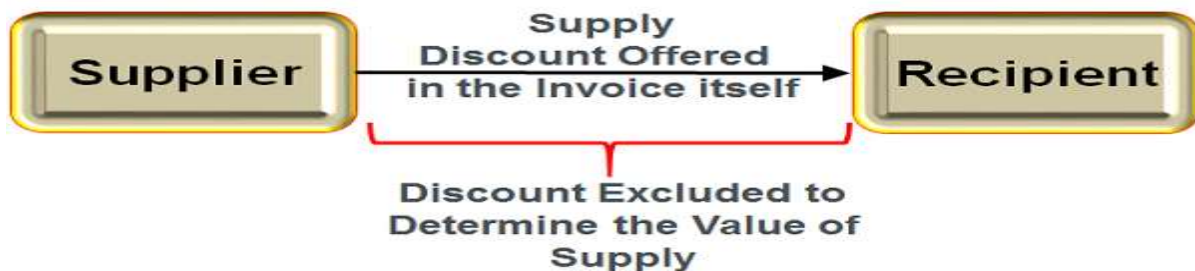 Supplier
Supply
Discount Offered
in the Invoice itself
Recipient
Discount Excluded to
Determine the Value of
Supply